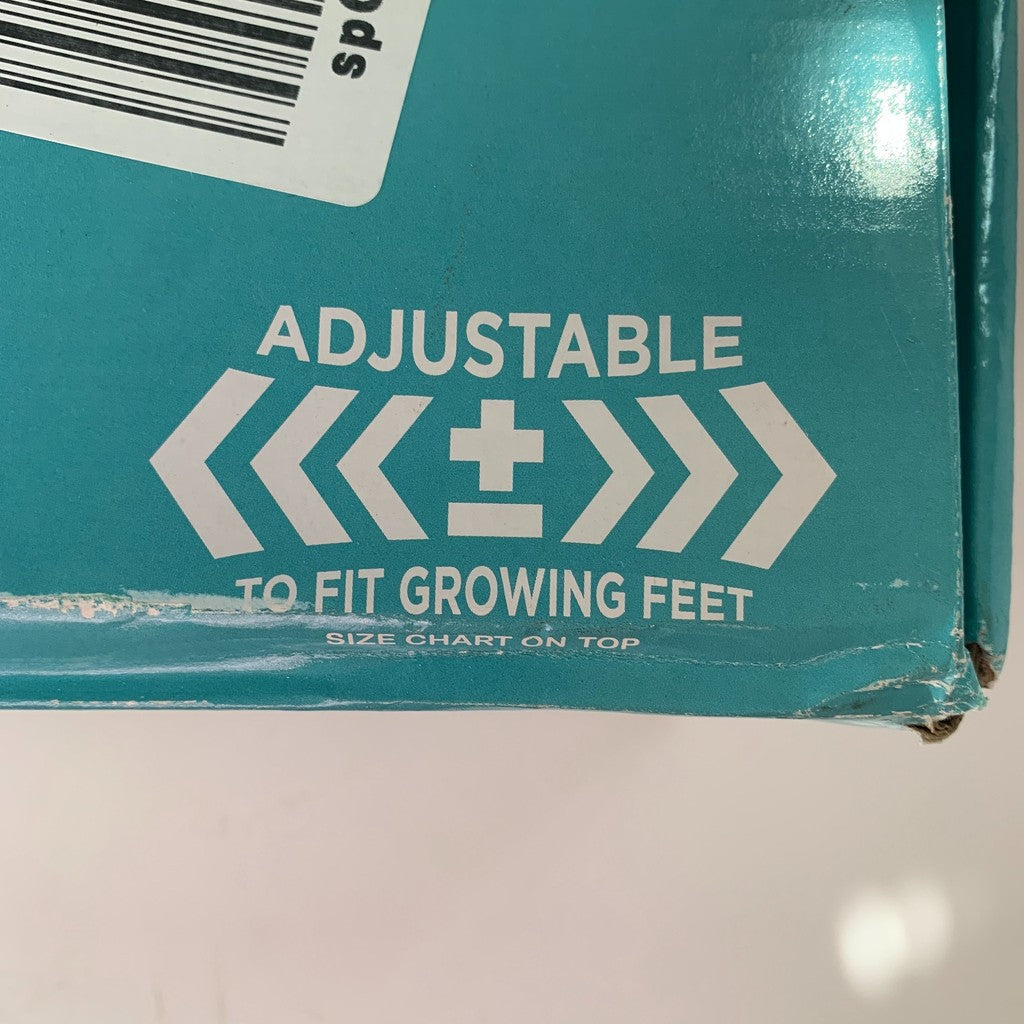 ADJUSTABLE
±
TO FIT GROWING FEET
SIZE CHART ON TOP